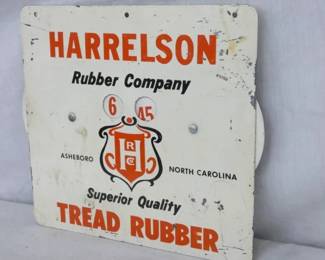 HARRELSON
Rubber Company
6 45
H R C
ASHEBORO NORTH CAROLINA
Superior Quality
TREAD RUBBER